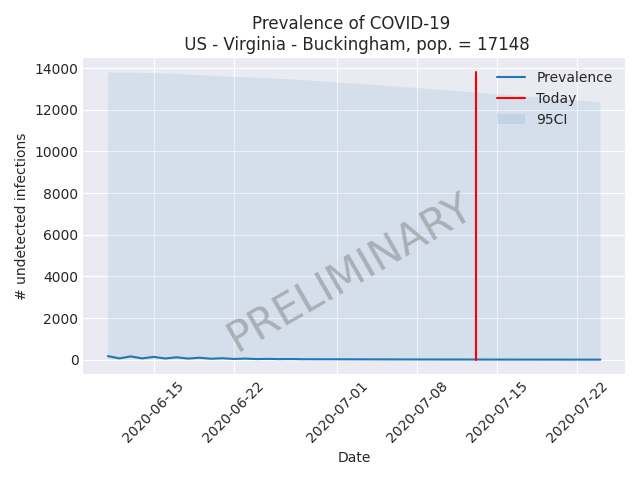 Prevalence of COVID-19
US - Virginia - Buckingham, pop. = 17148
14000
12000
10000
8000
6000
4000
2000
0
# undetected infections
Prevalence
Today
95CI
PRELIMINARY
2020-06-15
2020-06-22
2020-07-01
2020-07-08
2020-07-15
2020-07-22
Date